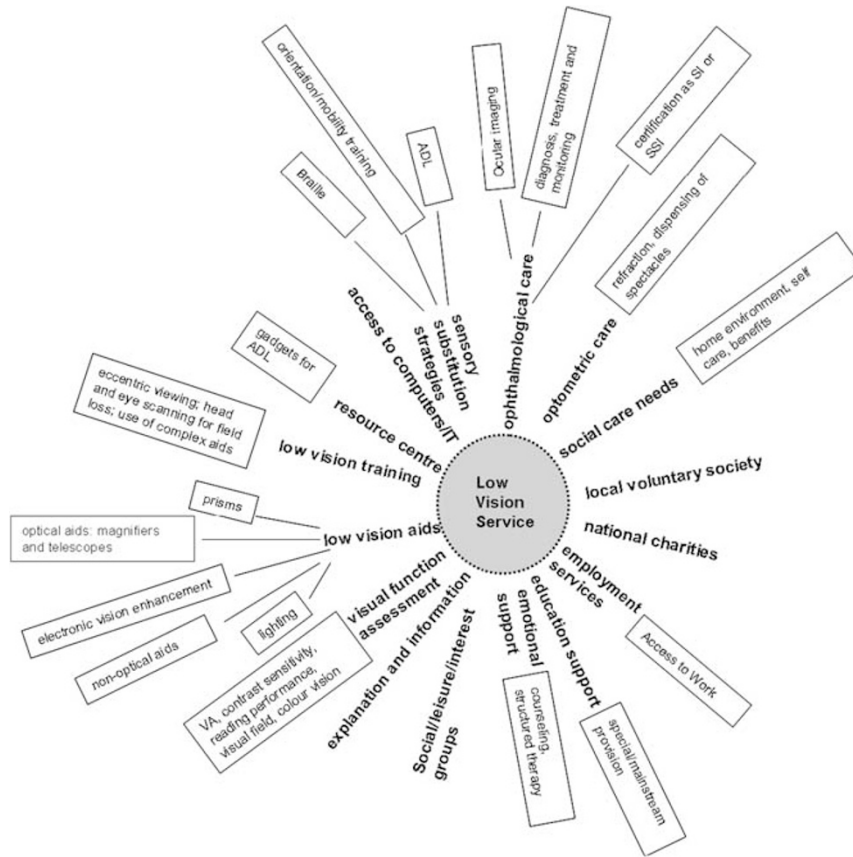 Low
Vision
Service
ophthalmological care
Ocular imaging
diagnosis, treatment and
monitoring
certification as SI or
SSI
optometric care
refraction, dispensing of
spectacles
social care needs
home environment, self
care, benefits
local voluntary society
national charities
employment
services
Access to Work
education support
special/mainstream
provision
emotional
support
counseling,
structured therapy
Social/leisure/interest
groups
explanation and information
visual function
assessment
VA, contrast sensitivity,
reading performance,
visual field, colour vision
low vision aids
prisms
optical aids: magnifiers
and telescopes
electronic vision enhancement
non-optical aids
lighting
low vision training
eccentric viewing; head
and eye scanning for field
loss; use of complex aids
resource centre
gadgets for
ADL
access to computers/IT
sensory
substitution
strategies
Braille
orientation/mobility training
ADL